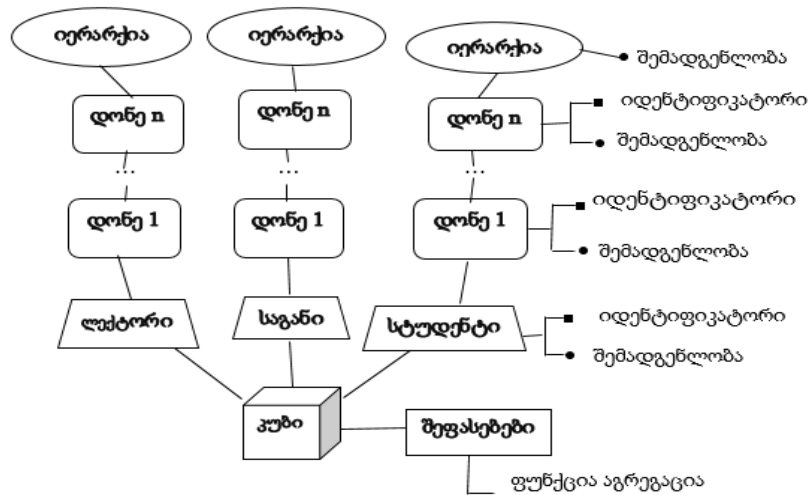 იერარქია
იერარქია
იერარქია
შემადგენლობა
დონე n
დონე n
დონე n
იდენტიფიკატორი
შემადგენლობა
...
...
...
დონე 1
დონე 1
დონე 1
იდენტიფიკატორი
შემადგენლობა
ლექტორი
საგანი
სტუდენტი
იდენტიფიკატორი
შემადგენლობა
კუბი
შეფასებები
ფუნქცია აგრეგაცია